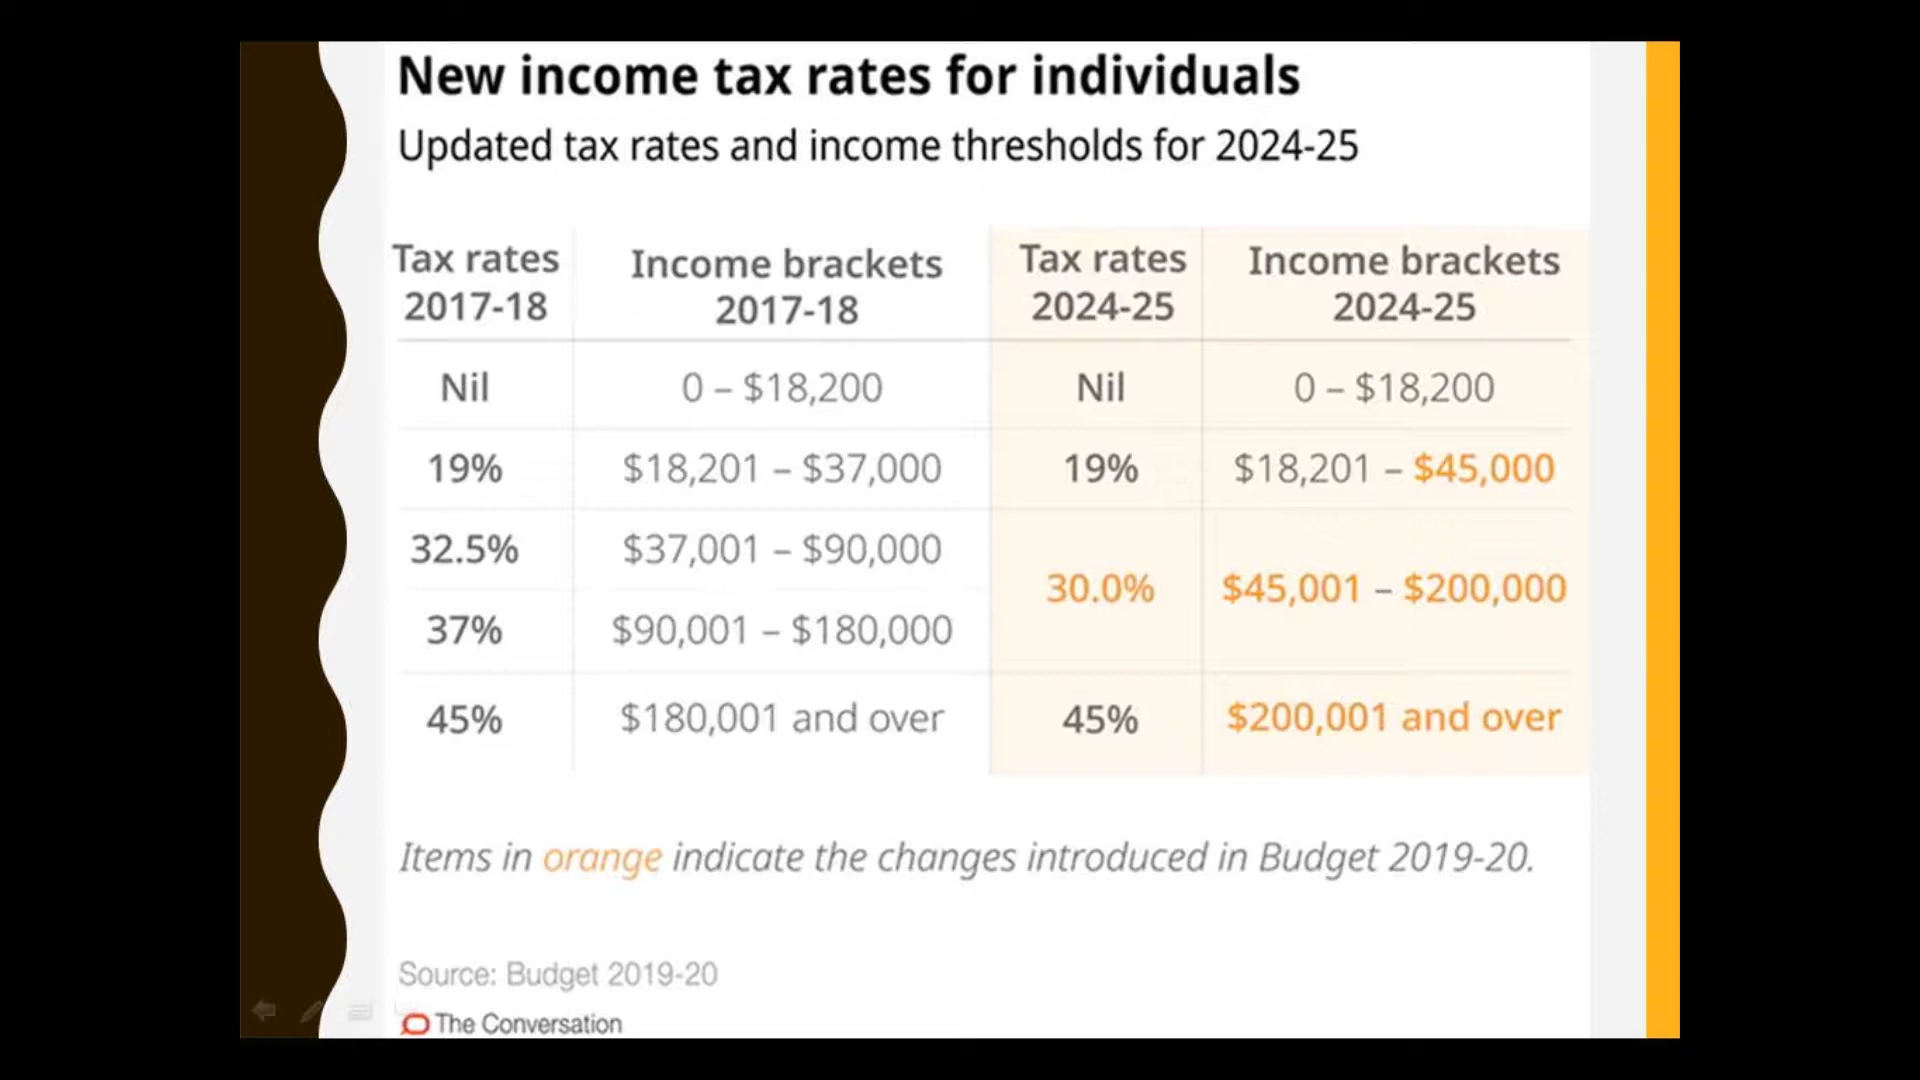 New income tax rates for individuals
Updated tax rates and income thresholds for 2024-25
Tax rates 2017-18 Income brackets 2017-18 Tax rates 2024-25 Income brackets 2024-25
Nil 0 – $18,200 Nil 0 – $18,200
19% $18,201 – $37,000 19% $18,201 – $45,000
32.5% $37,001 – $90,000
30.0% $45,001 – $200,000
37% $90,001 – $180,000
45% $180,001 and over 45% $200,001 and over
Items in orange indicate the changes introduced in Budget 2019-20.
Source: Budget 2019-20
The Conversation